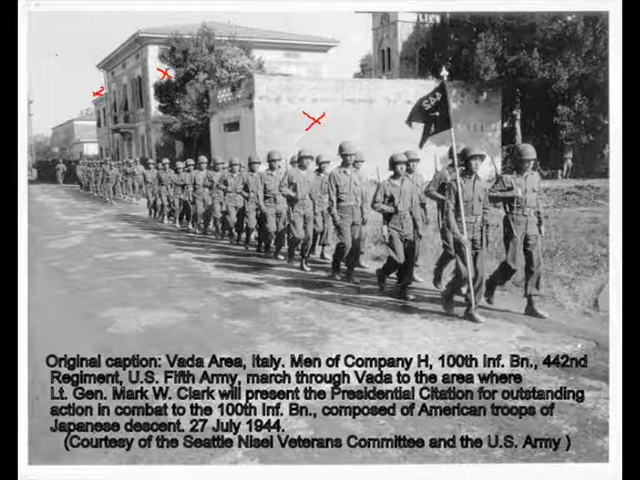 442
Original caption: Vada Area, Italy. Men of Company H, 100th Inf. Bn., 442nd
Regiment, U.S. Fifth Army, march through Vada to the area where
Lt. Gen. Mark W. Clark will present the Presidential Citation for outstanding
action in combat to the 100th Inf. Bn., composed of American troops of
Japanese descent. 27 July 1944.
(Courtesy of the Seattle Nisei Veterans Committee and the U.S. Army )